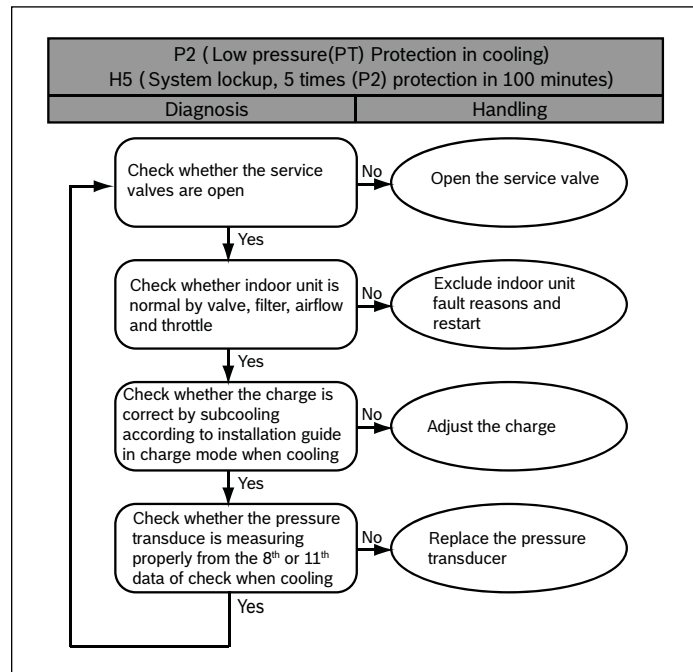 P2 ( Low pressure(PT) Protection in cooling)
H5 ( System lockup, 5 times (P2) protection in 100 minutes)
Diagnosis
Handling
Check whether the service
valves are open
No
Open the service valve
Yes
Check whether indoor unit is
normal by valve, filter, airflow
and throttle
No
Exclude indoor unit
fault reasons and
restart
Yes
Check whether the charge is
correct by subcooling
according to installation guide
in charge mode when cooling
No
Adjust the charge
Yes
Check whether the pressure
transduce is measuring
properly from the 8th or 11th
data of check when cooling
No
Replace the pressure
transducer
Yes